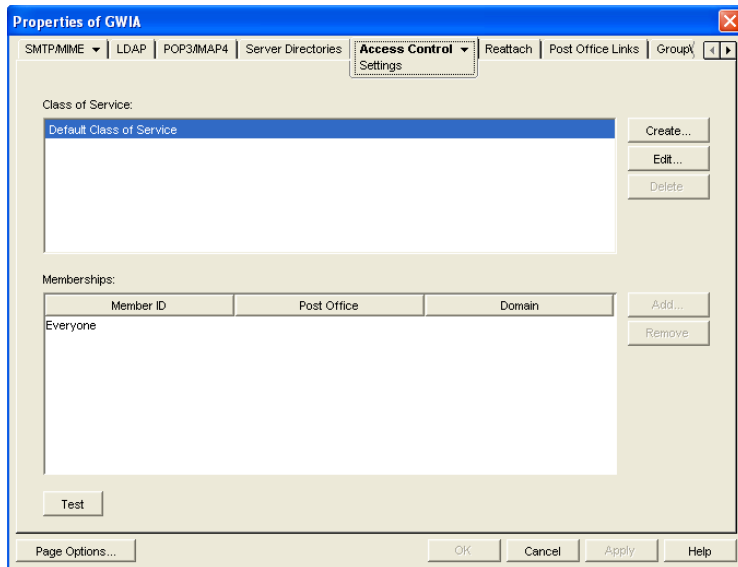 Properties of GWIA
SMTP/MIME LDAP POP3/IMAP4 Server Directories Access Control Reattach Post Office Links GroupW
Settings
Class of Service:
Default Class of Service
Create...
Edit...
Delete
Memberships:
Member ID Post Office Domain
Everyone
Add...
Remove
Test
Page Options... OK Cancel Apply Help